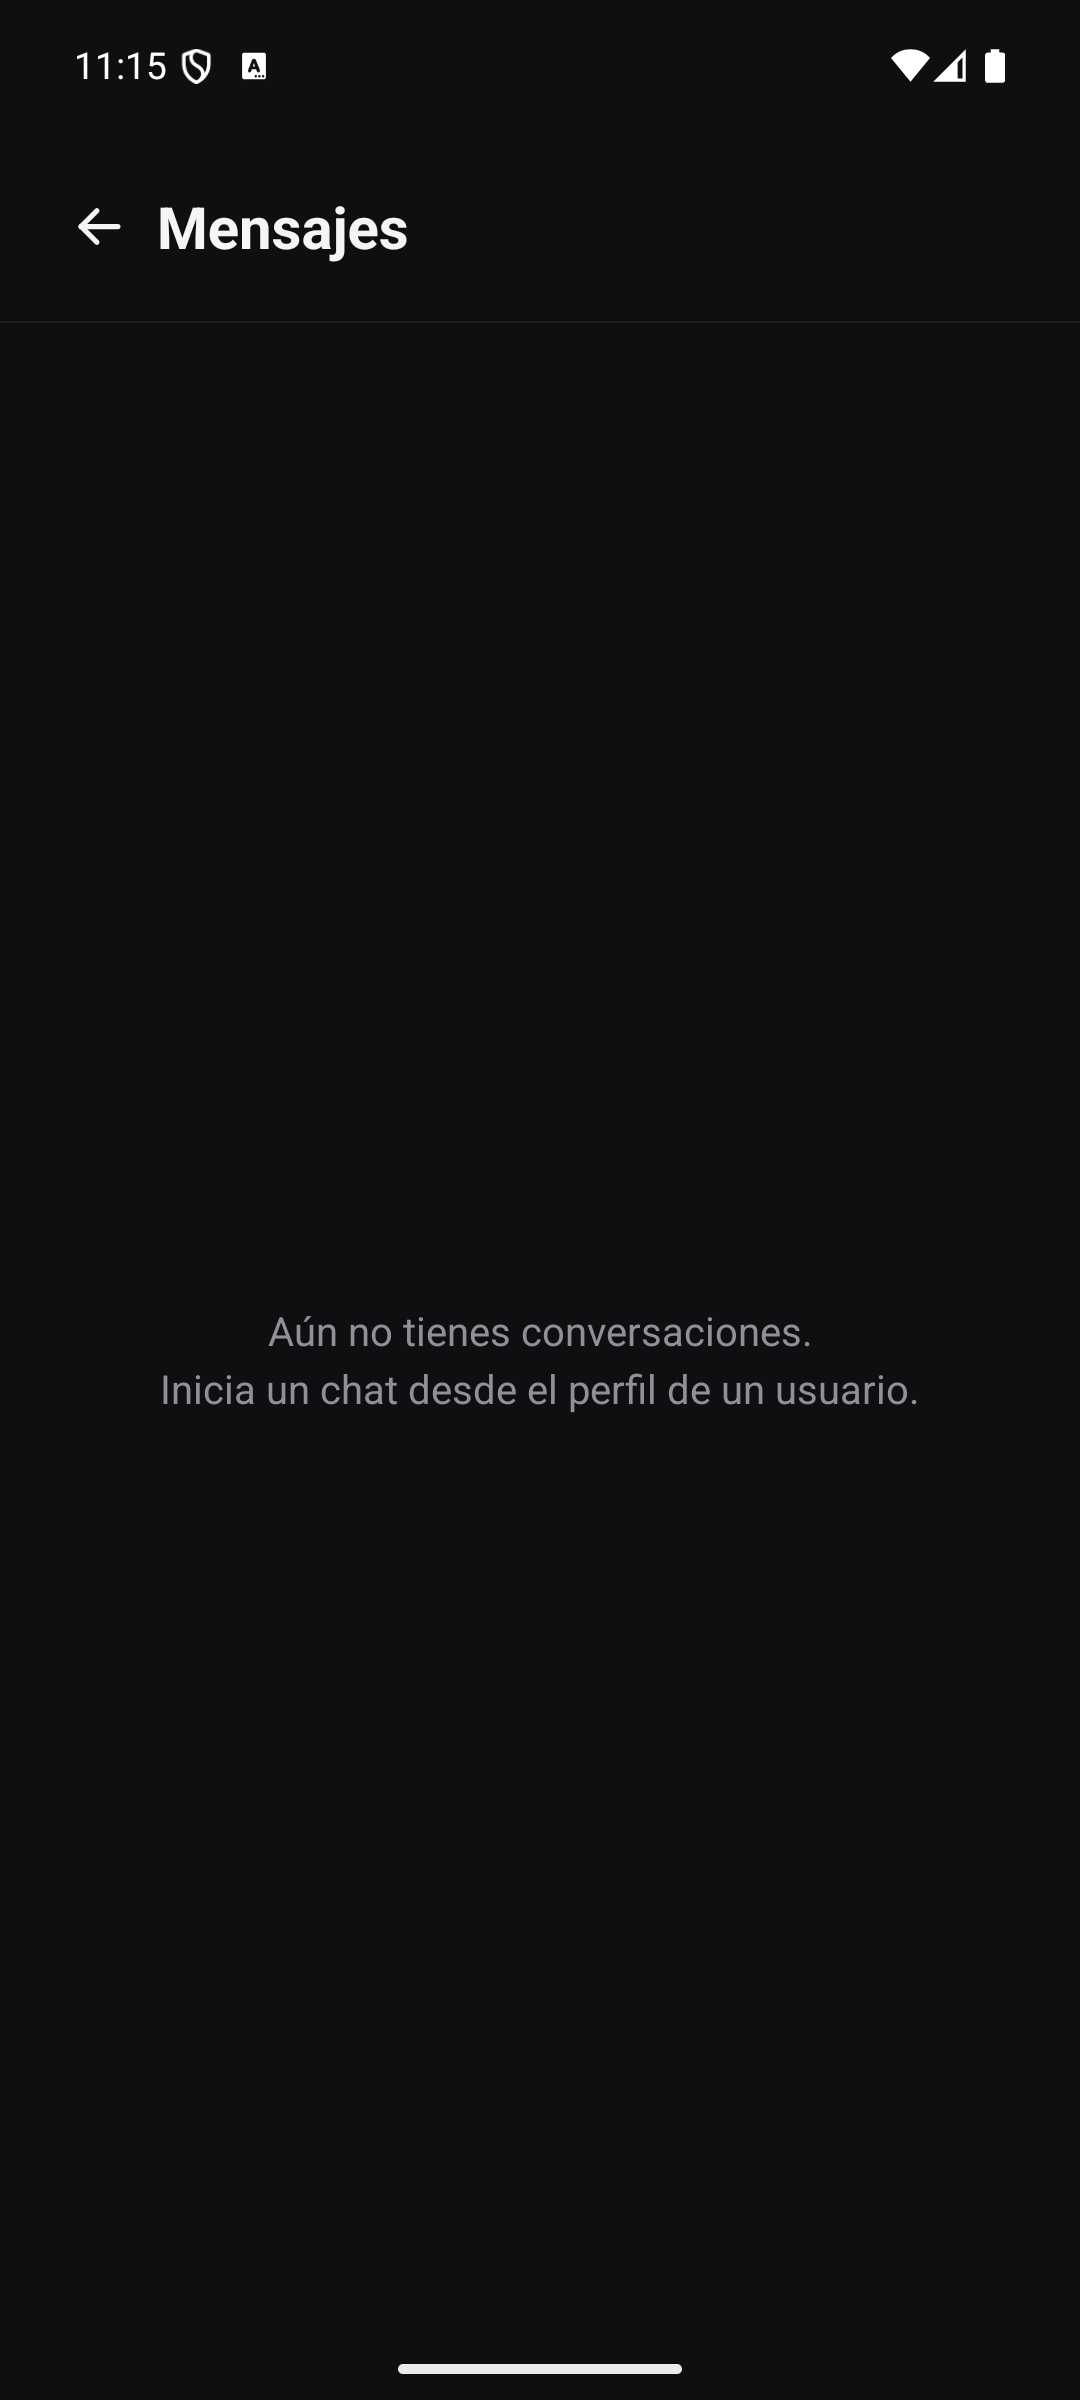 11:15
Mensajes
Aún no tienes conversaciones.
Inicia un chat desde el perfil de un usuario.